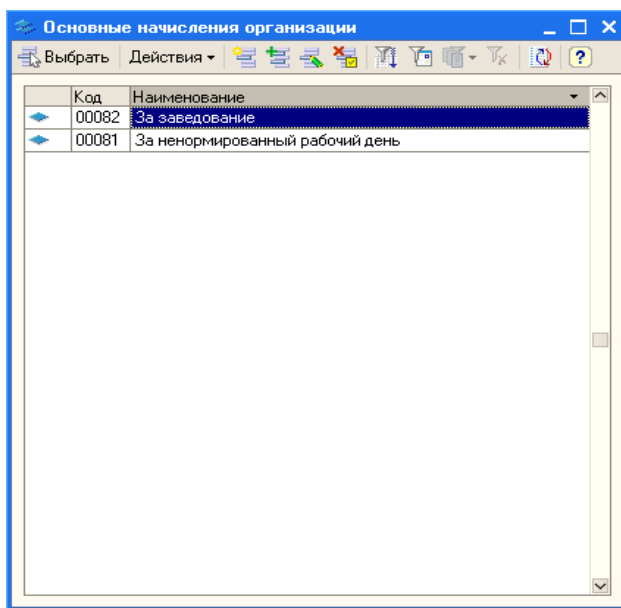 Основные начисления организации
Выбрать Действия
Код Наименование
00082 За заведование
00081 За ненормированный рабочий день